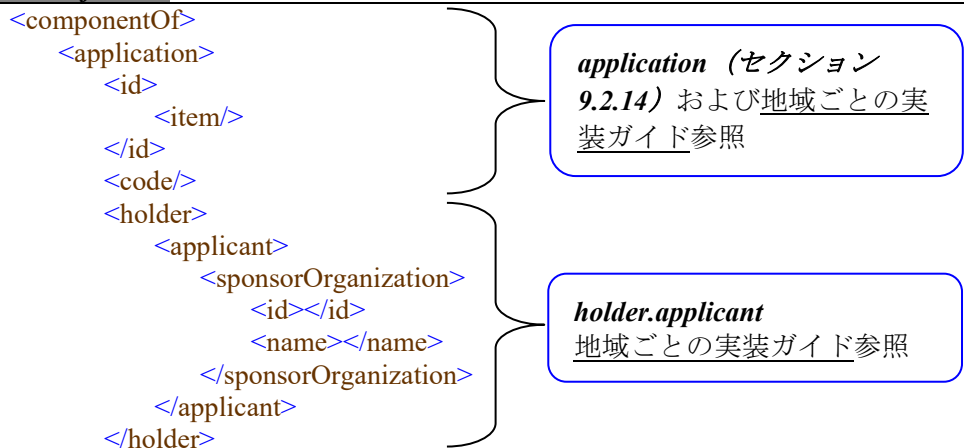 <componentOf>
<application>
<id>
<item/>
</id>
<code/>
<holder>
<applicant>
<sponsorOrganization>
<id></id>
<name></name>
</sponsorOrganization>
</applicant>
</holder>
application（セクション
9.2.14）および地域ごとの実
装ガイド参照
holder.applicant
地域ごとの実装ガイド参照